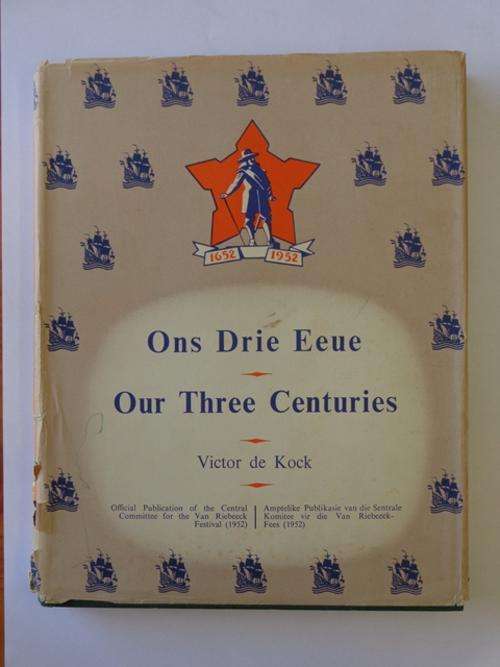 1652 1952
Ons Drie Eeue
Our Three Centuries
Victor de Kock
Official Publication of the Central
Committee for the Van Riebeeck
Festival (1952)
Amptelike Publikasie van die Sentrale
Komitee vir die Van Riebeeck-
Fees (1952)